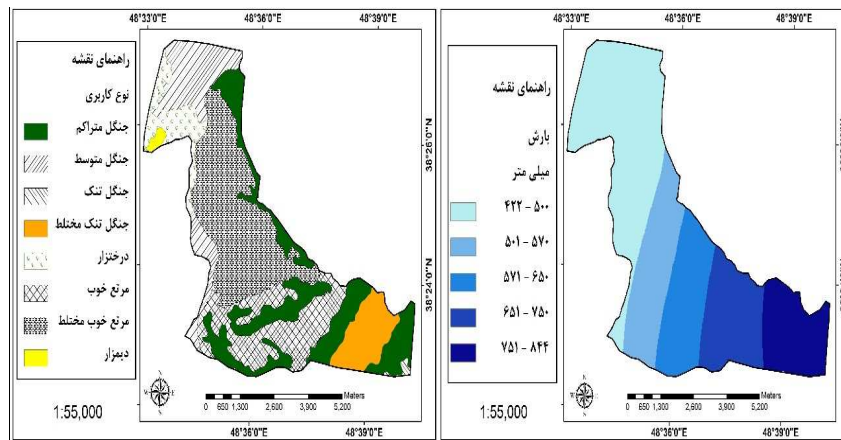 48°33'0"E 48°36'0"E 48°39'0"E
راهنمای نقشه
نوع کاربری
جنگل متراکم
جنگل متوسط
جنگل تنک
جنگل تنک مختلط
درختزار
مرتع خوب
مرتع خوب مختلط
دیمزار
38°26'0"N
38°24'0"N
N
W E
S
Meters
0 650 1,300 2,600 3,900 5,200
1:55,000
48°36'0"E 48°39'0"E
48°33'0"E 48°36'0"E 48°39'0"E
راهنمای نقشه
بارش
میلی متر
۴۲۲ - ۵۰۰
۵۰۱ - ۵۷۰
۵۷۱ - ۶۵۰
۶۵۱ - ۷۵۰
۷۵۱ - ۸۴۴
N
Meters
0 650 1,300 2,600 3,900 5,200
1:55,000
48°36'0"E 48°39'0"E